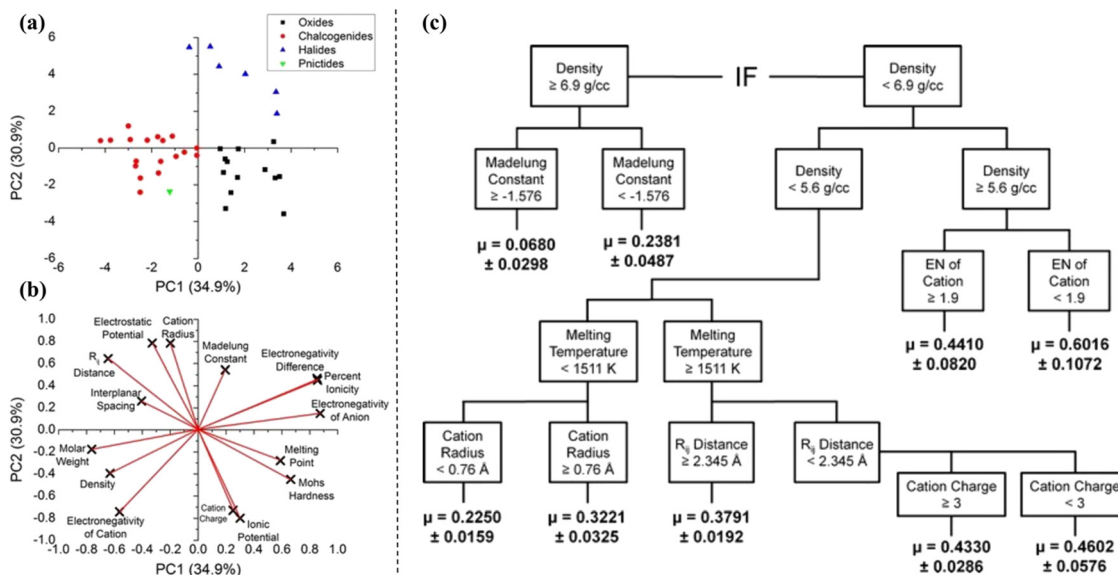 (a)
6
4
2
0
-2
-4
-6
PC2 (30.9%)
Oxides
Chalcogenides
Halides
Pnictides
-6
-4
-2
0
2
4
6
PC1 (34.9%)
(b)
1.0
0.8
0.6
0.4
0.2
0.0
-0.2
-0.4
-0.6
-0.8
-1.0
PC2 (30.9%)
Electrostatic
Potential
Cation
Radius
Rij
Distance
Madelung
Constant
Electronegativity
Difference
Percent
Ionicity
Interplanar
Spacing
Electronegativity
of Anion
Molar
Weight
Melting
Point
Density
Mohs
Hardness
Electronegativity
of Cation
Cation
Charge
Ionic
Potential
-1.0
-0.8
-0.6
-0.4
-0.2
0.0
0.2
0.4
0.6
0.8
1.0
PC1 (34.9%)
(c)
Density
≥ 6.9 g/cc
IF
Density
< 6.9 g/cc
Madelung
Constant
≥ -1.576
Madelung
Constant
< -1.576
Density
< 5.6 g/cc
Density
≥ 5.6 g/cc
μ = 0.0680
± 0.0298
μ = 0.2381
± 0.0487
EN of
Cation
≥ 1.9
EN of
Cation
< 1.9
μ = 0.4410
± 0.0820
μ = 0.6016
± 0.1072
Melting
Temperature
< 1511 K
Melting
Temperature
≥ 1511 K
Cation
Radius
< 0.76 Å
Cation
Radius
≥ 0.76 Å
Rij Distance
≥ 2.345 Å
Rij Distance
< 2.345 Å
Cation Charge
≥ 3
Cation Charge
< 3
μ = 0.2250
± 0.0159
μ = 0.3221
± 0.0325
μ = 0.3791
± 0.0192
μ = 0.4330
± 0.0286
μ = 0.4602
± 0.0576